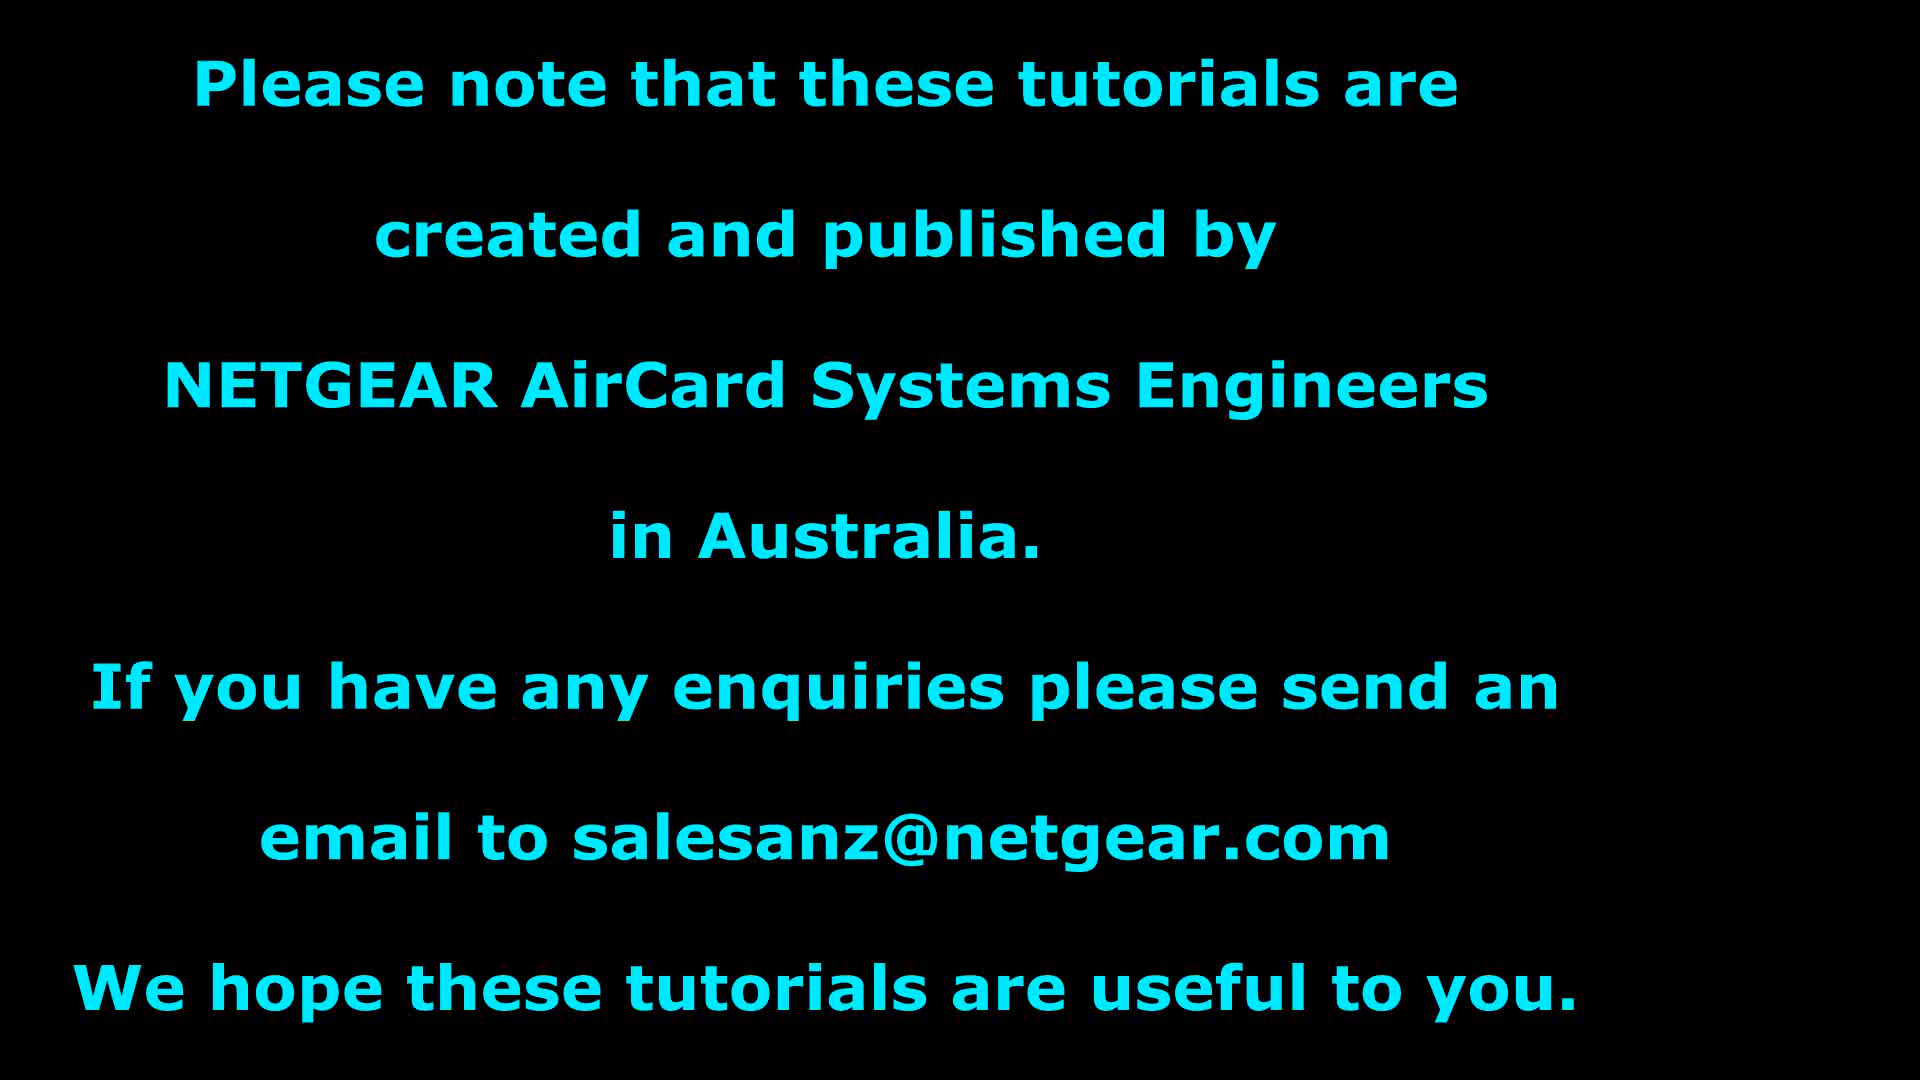 Please note that these tutorials are
created and published by
NETGEAR AirCard Systems Engineers
in Australia.
If you have any enquiries please send an
email to salesanz@netgear.com
We hope these tutorials are useful to you.